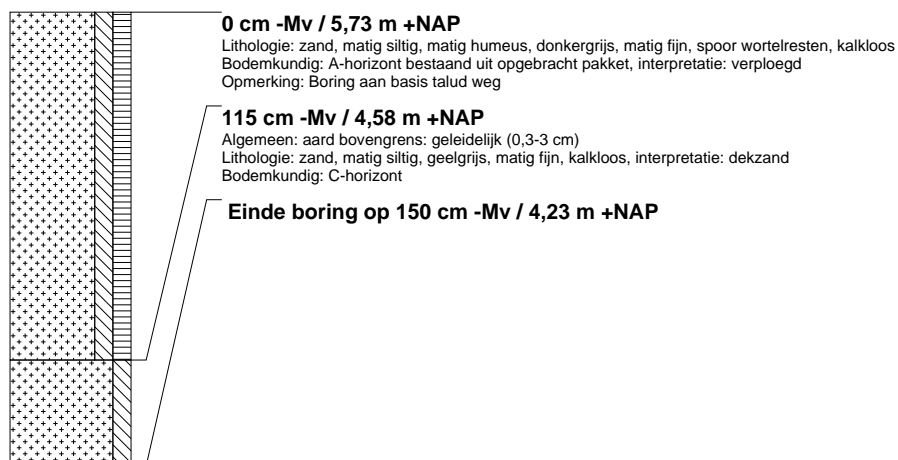 0 cm -Mv / 5,73 m +NAP
Lithologie: zand, matig siltig, matig humeus, donkergrijs, matig fijn, spoor wortelresten, kalkloos
Bodemkundig: A-horizont bestaand uit opgebracht pakket, interpretatie: verploegd
Opmerking: Boring aan basis talud weg
115 cm -Mv / 4,58 m +NAP
Algemeen: aard bovengrens: geleidelijk (0,3-3 cm)
Lithologie: zand, matig siltig, geelgrijs, matig fijn, kalkloos, interpretatie: dekzand
Bodemkundig: C-horizont
Einde boring op 150 cm -Mv / 4,23 m +NAP